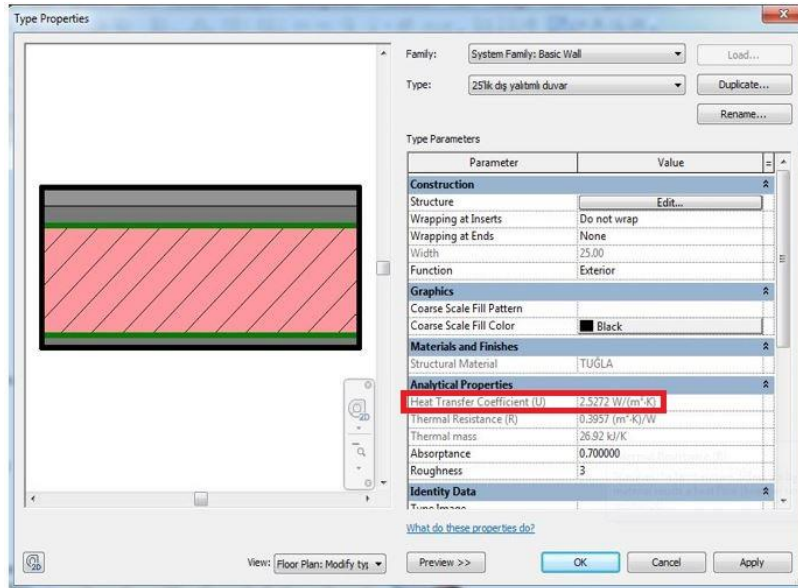 Type Properties
Family: System Family: Basic Wall Load...
Type: 25'lik dış yalıtımlı duvar Duplicate...
Rename...
Type Parameters
Parameter Value =
Construction
Structure Edit...
Wrapping at Inserts Do not wrap
Wrapping at Ends None
Width 25.00
Function Exterior
Graphics
Coarse Scale Fill Pattern
Coarse Scale Fill Color Black
Materials and Finishes
Structural Material TUĞLA
Analytical Properties
Heat Transfer Coefficient (U) 2.5272 W/(m²·K)
Thermal Resistance (R) 0.3957 (m²·K)/W
Thermal mass 26.92 kJ/K
Absorptance 0.700000
Roughness 3
Identity Data
Type Image
What do these properties do?
2D
2D
View: Floor Plan: Modify typ Preview >> OK Cancel Apply